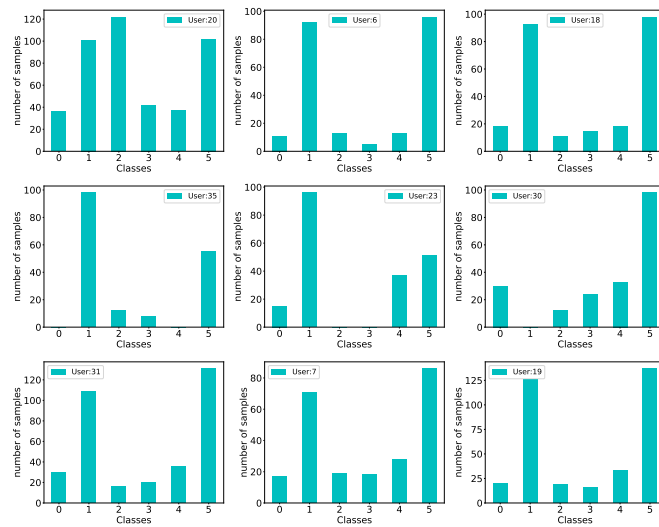 User:20
number of samples
120
100
80
60
40
20
0
0 1 2 3 4 5
Classes
User:6
number of samples
100
80
60
40
20
0
0 1 2 3 4 5
Classes
User:18
number of samples
100
80
60
40
20
0
0 1 2 3 4 5
Classes
User:35
number of samples
100
80
60
40
20
0
0 1 2 3 4 5
Classes
User:23
number of samples
100
80
60
40
20
0
0 1 2 3 4 5
Classes
User:30
number of samples
100
80
60
40
20
0
0 1 2 3 4 5
Classes
User:31
number of samples
120
100
80
60
40
20
0
0 1 2 3 4 5
Classes
User:7
number of samples
80
60
40
20
0
0 1 2 3 4 5
Classes
User:19
number of samples
125
100
75
50
25
0
0 1 2 3 4 5
Classes